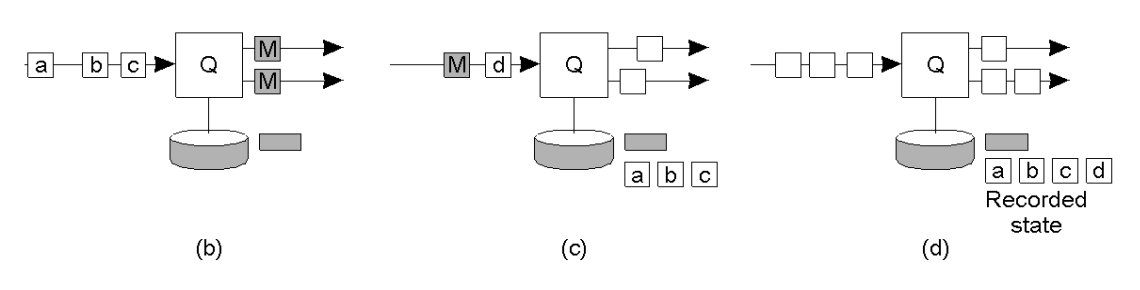 a b c Q M M
M d Q
Q
a b c
a b c d
Recorded
state
(b) (c) (d)